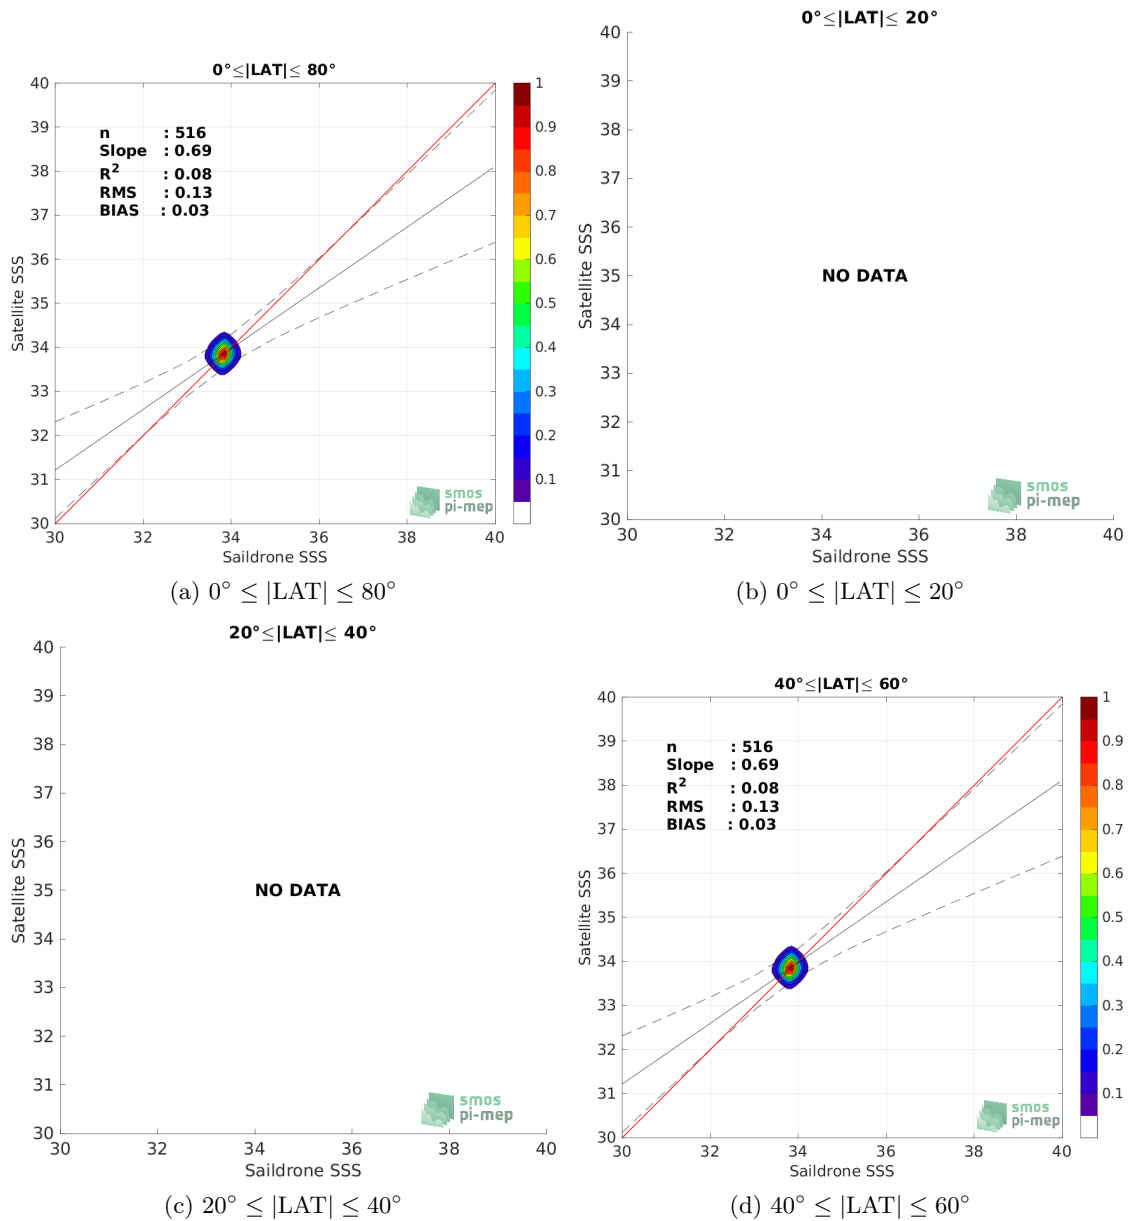 0°≤|LAT|≤ 80°
40
39
38
37
36
35
34
33
32
31
30
n : 516
Slope : 0.69
R² : 0.08
RMS : 0.13
BIAS : 0.03
Satellite SSS
30 32 34 36 38 40
Saildrone SSS
smos
pi-mep
1
0.9
0.8
0.7
0.6
0.5
0.4
0.3
0.2
0.1
(a) 0° ≤ |LAT| ≤ 80°
0°≤|LAT|≤ 20°
40
39
38
37
36
35
34
33
32
31
30
Satellite SSS
NO DATA
smos
pi-mep
30 32 34 36 38 40
Saildrone SSS
(b) 0° ≤ |LAT| ≤ 20°
20°≤|LAT|≤ 40°
40
39
38
37
36
35
34
33
32
31
30
Satellite SSS
NO DATA
smos
pi-mep
30 32 34 36 38 40
Saildrone SSS
(c) 20° ≤ |LAT| ≤ 40°
40°≤|LAT|≤ 60°
40
39
38
37
36
35
34
33
32
31
30
n : 516
Slope : 0.69
R² : 0.08
RMS : 0.13
BIAS : 0.03
Satellite SSS
smos
pi-mep
30 32 34 36 38 40
Saildrone SSS
1
0.9
0.8
0.7
0.6
0.5
0.4
0.3
0.2
0.1
(d) 40° ≤ |LAT| ≤ 60°